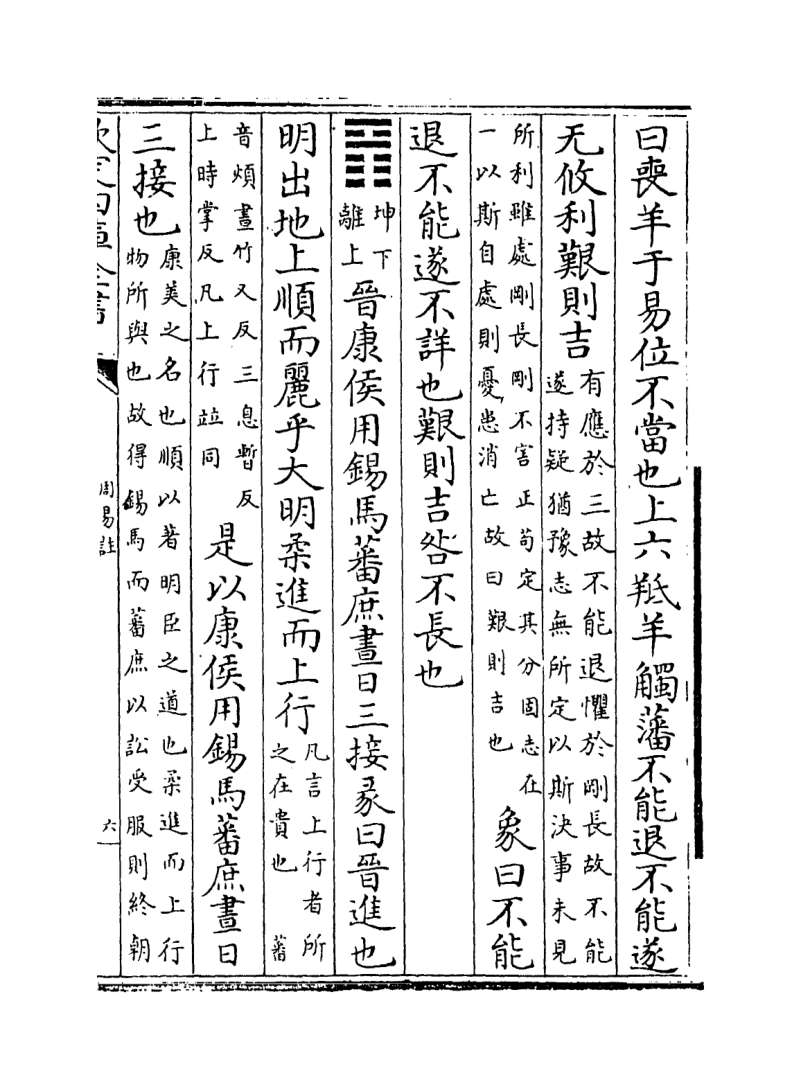 曰喪羊于易位不當也上六羝羊觸藩不能退不能遂
无攸利艱則吉
有應於三故不能退懼於剛長故不能
遂持疑猶豫志無所定以斯決事未見
所利雖處剛長剛不害正苟定其分固志在
一以斯自處則憂患消亡故曰艱則吉也
象曰不能
退不能遂不詳也艱則吉咎不長也
䷢
坤下
離上
晉康侯用錫馬蕃庶晝日三接彖曰晉進也
明出地上順而麗乎大明柔進而上行
凡言上行者所
之在貴也 蕃
音煩晝竹又反三息暫反
上時掌反凡上行竝同
是以康侯用錫馬蕃庶晝日
三接也
康美之名也順以著明臣之道也柔進而上行
物所與也故得錫馬而蕃庶以訟受服則終朝
欽定四庫全書
周易註
六